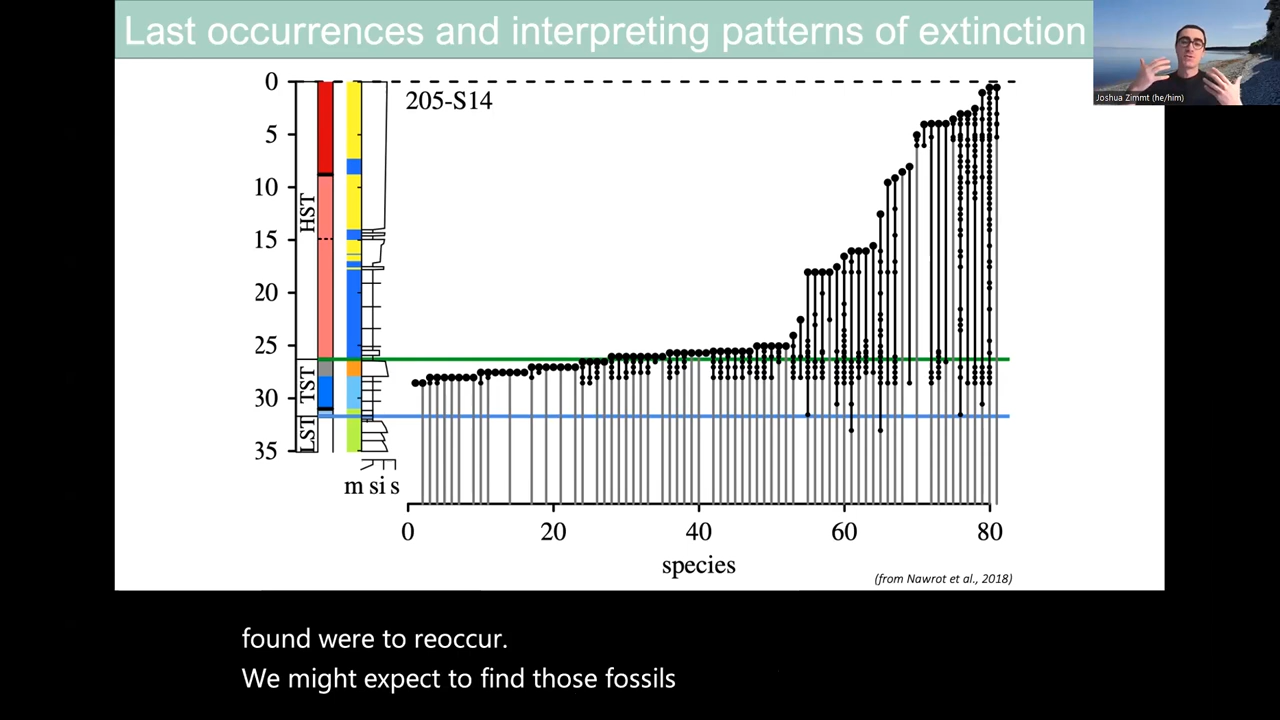 Last occurrences and interpreting patterns of extinction
Joshua Zimmt (he/him)
205-S14
0
5
10
15
20
25
30
35
HST
TST
LST
m si s
0 20 40 60 80
species
(from Nawrot et al., 2018)
found were to reoccur.
We might expect to find those fossils